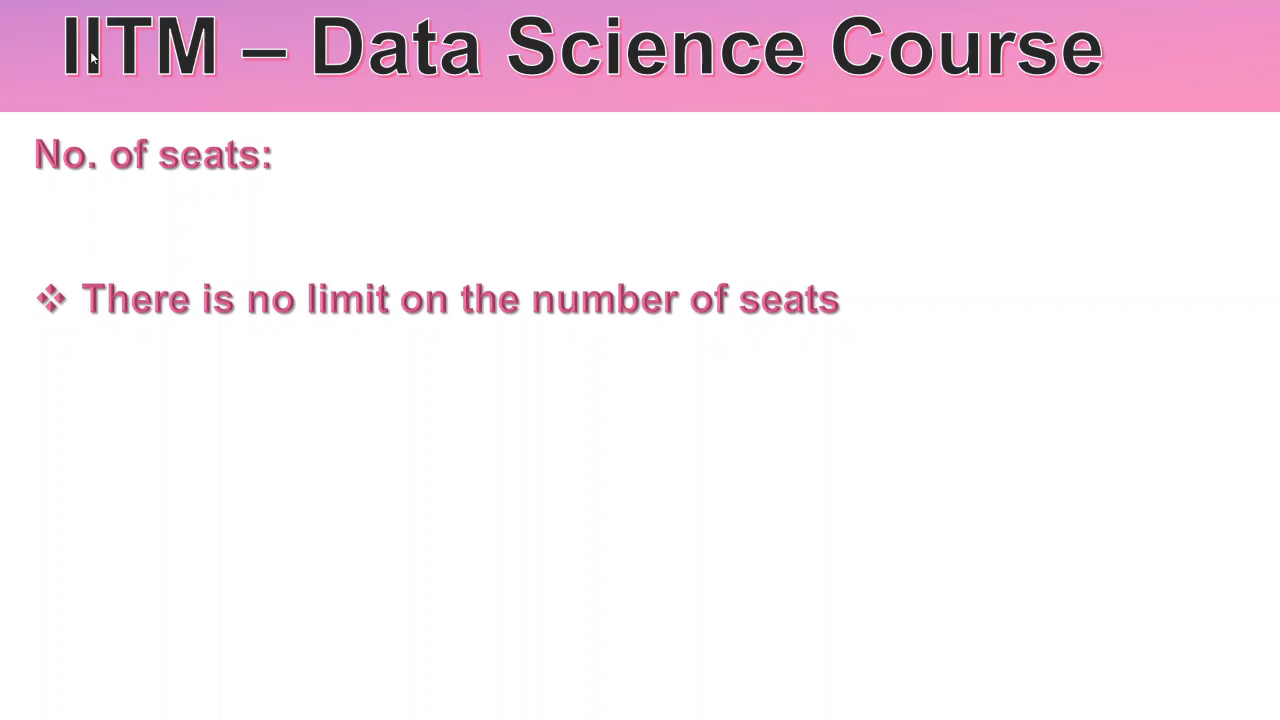 IITM – Data Science Course
No. of seats:
❖ There is no limit on the number of seats